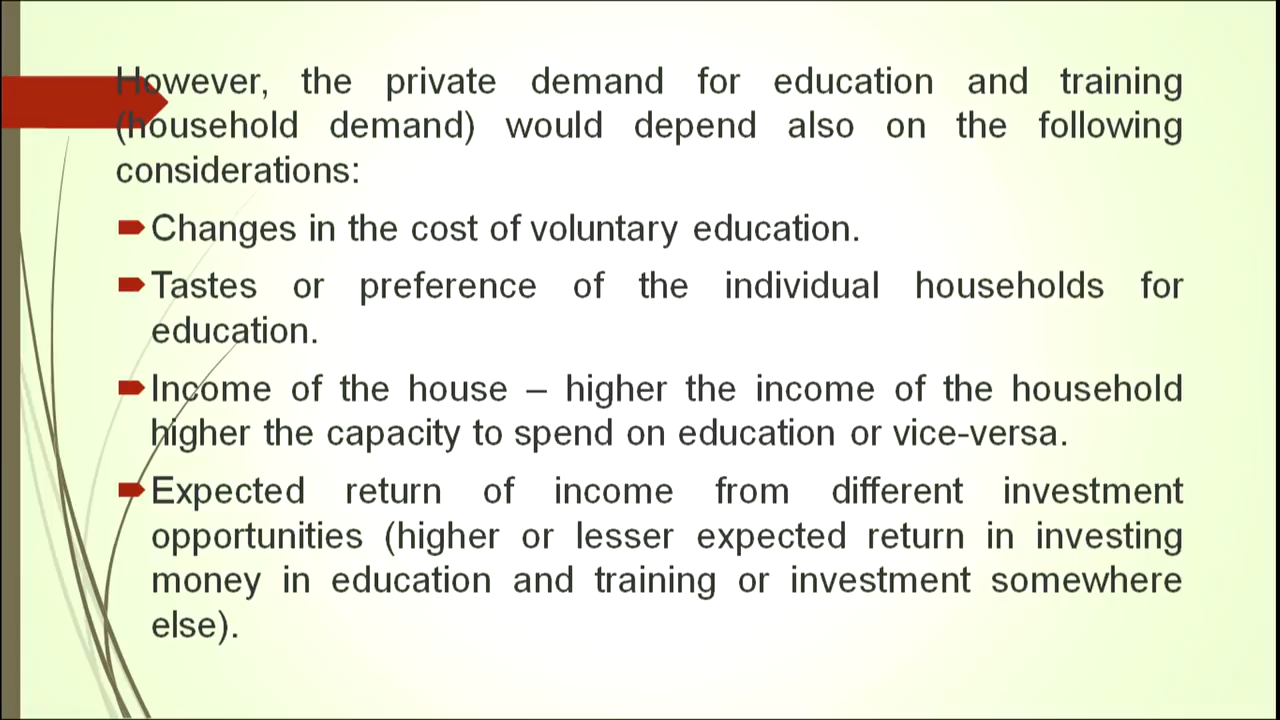 However, the private demand for education and training
(household demand) would depend also on the following
considerations:
Changes in the cost of voluntary education.
Tastes or preference of the individual households for
education.
Income of the house – higher the income of the household
higher the capacity to spend on education or vice-versa.
Expected return of income from different investment
opportunities (higher or lesser expected return in investing
money in education and training or investment somewhere
else).